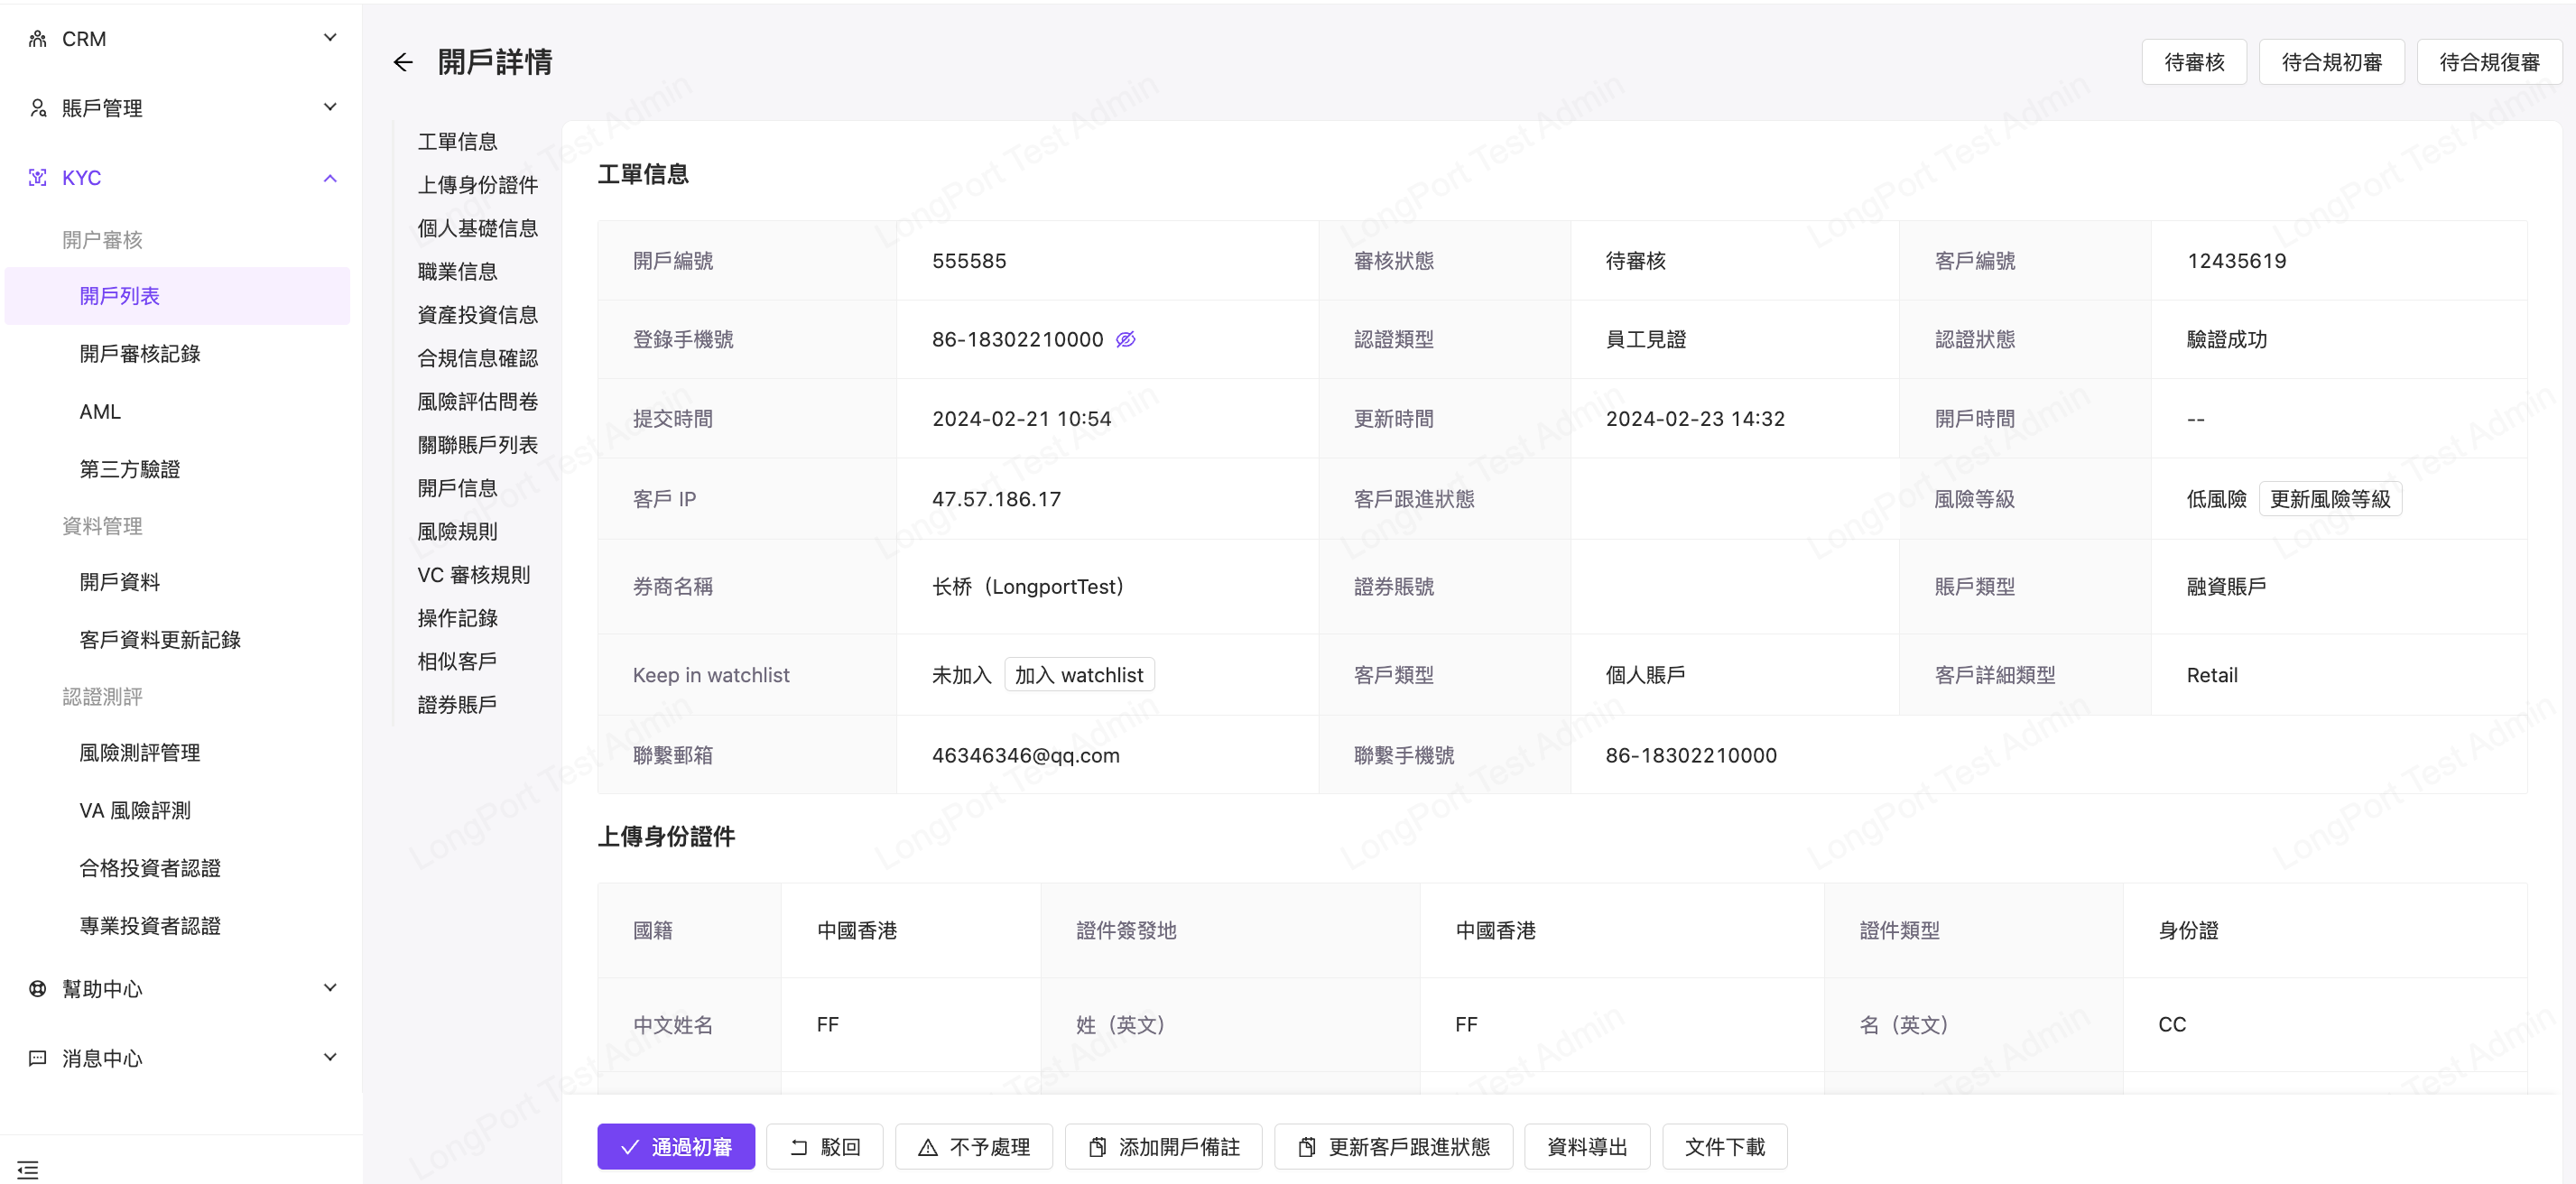 CRM
賬戶管理
KYC
開户審核
開戶列表
開戶審核記錄
AML
第三方驗證
資料管理
開戶資料
客戶資料更新記錄
認證測評
風險測評管理
VA 風險評測
合格投資者認證
專業投資者認證
幫助中心
消息中心
開戶詳情
待審核 待合規初審 待合規復審
工單信息
上傳身份證件
個人基礎信息
職業信息
資產投資信息
合規信息確認
風險評估問卷
關聯賬戶列表
開戶信息
風險規則
VC 審核規則
操作記錄
相似客戶
證券賬戶
工單信息
開戶編號 555585 審核狀態 待審核 客戶編號 12435619
登錄手機號 86-18302210000 認證類型 員工見證 認證狀態 驗證成功
提交時間 2024-02-21 10:54 更新時間 2024-02-23 14:32 開戶時間 --
客戶 IP 47.57.186.17 客戶跟進狀態 風險等級 低風險 更新風險等級
券商名稱 长桥（LongportTest） 證券賬號 賬戶類型 融資賬戶
Keep in watchlist 未加入 加入 watchlist 客戶類型 個人賬戶 客戶詳細類型 Retail
聯繫郵箱 46346346@qq.com 聯繫手機號 86-18302210000
上傳身份證件
國籍 中國香港 證件簽發地 中國香港 證件類型 身份證
中文姓名 FF 姓（英文） FF 名（英文） CC
通過初審 駁回 不予處理 添加開戶備註 更新客戶跟進狀態 資料導出 文件下載
LongPort Test Admin